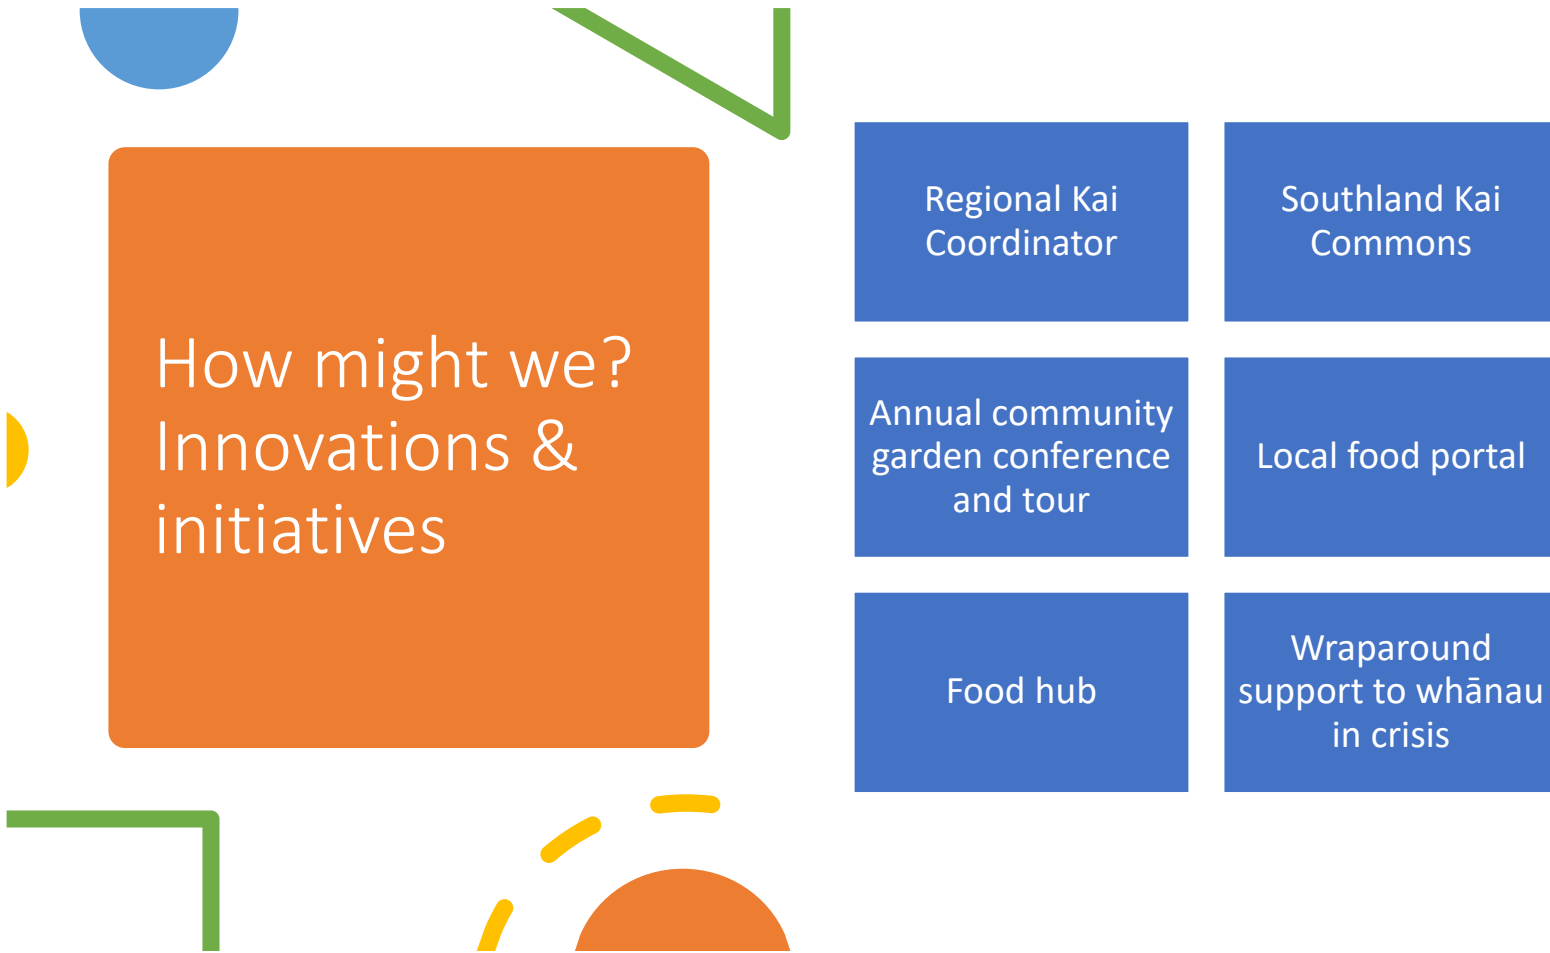 How might we?
Innovations &
initiatives
Regional Kai
Coordinator
Southland Kai
Commons
Annual community
garden conference
and tour
Local food portal
Food hub
Wraparound
support to whānau
in crisis